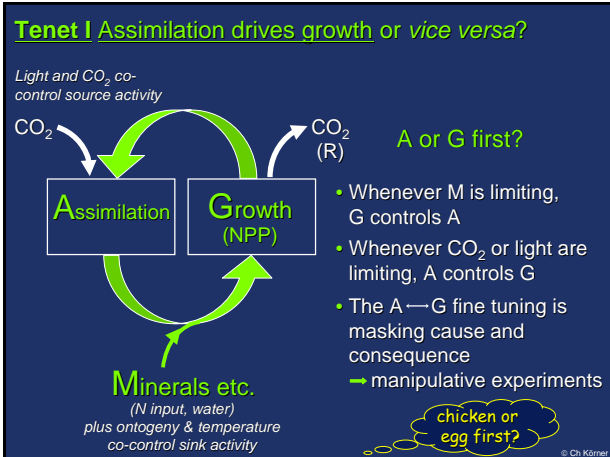 Tenet I Assimilation drives growth or vice versa?
Light and CO₂ co-
control source activity
CO₂
CO₂
(R)
Assimilation
Growth
(NPP)
Minerals etc.
(N input, water)
plus ontogeny & temperature
co-control sink activity
A or G first?
• Whenever M is limiting,
G controls A
• Whenever CO₂ or light are
limiting, A controls G
• The A ⟷ G fine tuning is
masking cause and
consequence
➞ manipulative experiments
chicken or
egg first?
© Ch Körner